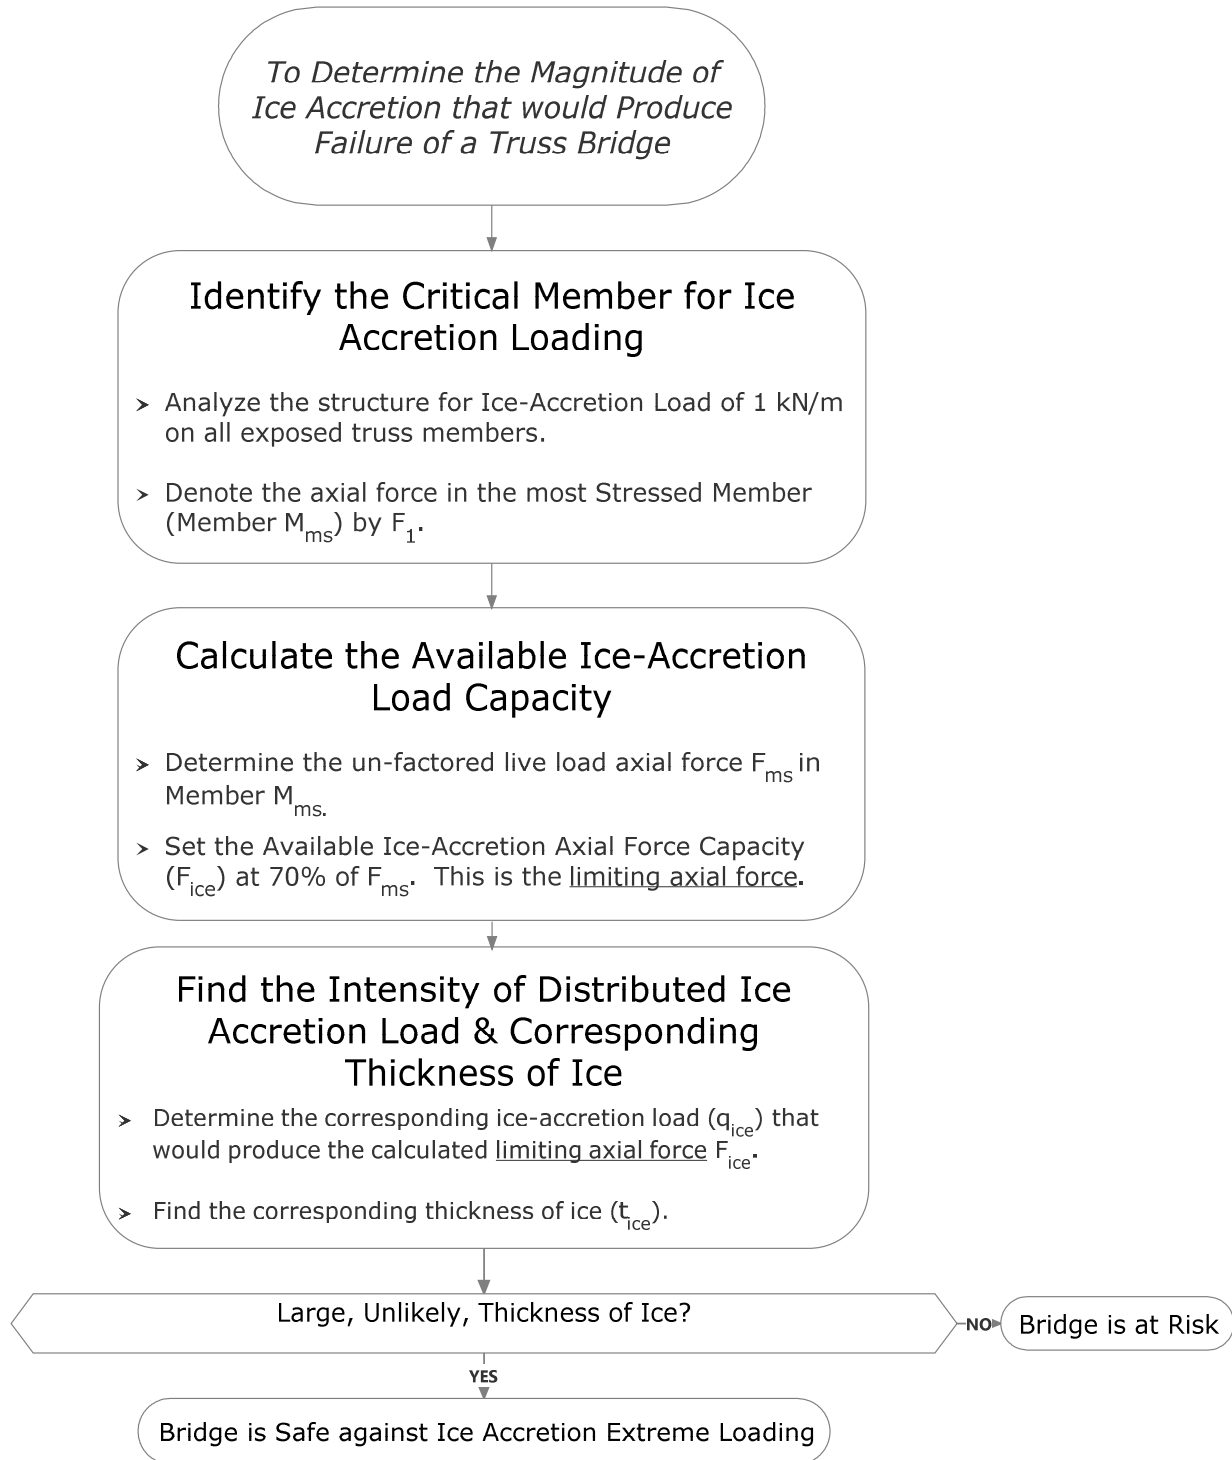 To Determine the Magnitude of
Ice Accretion that would Produce
Failure of a Truss Bridge
Identify the Critical Member for Ice
Accretion Loading
➢ Analyze the structure for Ice-Accretion Load of 1 kN/m
on all exposed truss members.
➢ Denote the axial force in the most Stressed Member
(Member Mms) by F1.
Calculate the Available Ice-Accretion
Load Capacity
➢ Determine the un-factored live load axial force Fms in
Member Mms.
➢ Set the Available Ice-Accretion Axial Force Capacity
(Fice) at 70% of Fms. This is the limiting axial force.
Find the Intensity of Distributed Ice
Accretion Load & Corresponding
Thickness of Ice
➢ Determine the corresponding ice-accretion load (qice) that
would produce the calculated limiting axial force Fice.
➢ Find the corresponding thickness of ice (tice).
Large, Unlikely, Thickness of Ice?
NO
Bridge is at Risk
YES
Bridge is Safe against Ice Accretion Extreme Loading